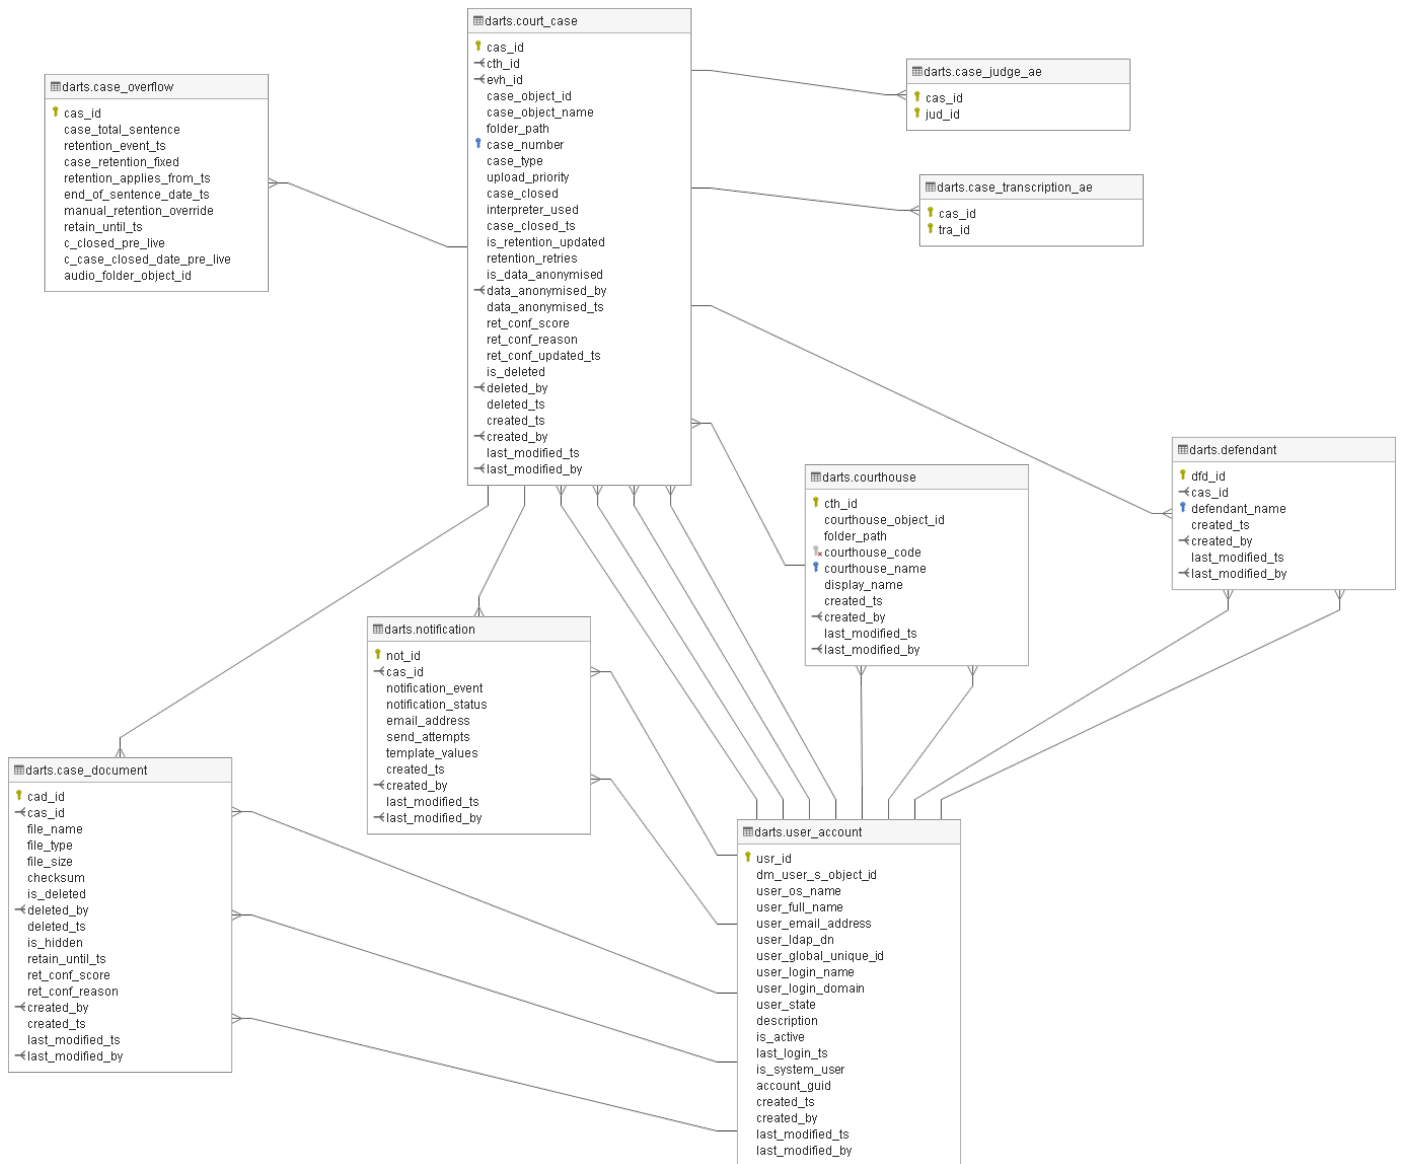 darts.court_case
cas_id
cth_id
evh_id
case_object_id
case_object_name
folder_path
case_number
case_type
upload_priority
case_closed
interpreter_used
case_closed_ts
is_retention_updated
retention_retries
is_data_anonymised
data_anonymised_by
data_anonymised_ts
ret_conf_score
ret_conf_reason
ret_conf_updated_ts
is_deleted
deleted_by
deleted_ts
created_ts
created_by
last_modified_ts
last_modified_by
darts.case_overflow
cas_id
case_total_sentence
retention_event_ts
case_retention_fixed
retention_applies_from_ts
end_of_sentence_date_ts
manual_retention_override
retain_until_ts
c_closed_pre_live
c_case_closed_date_pre_live
audio_folder_object_id
darts.case_judge_ae
cas_id
jud_id
darts.case_transcription_ae
cas_id
tra_id
darts.defendant
dfd_id
cas_id
defendant_name
created_ts
created_by
last_modified_ts
last_modified_by
darts.courthouse
cth_id
courthouse_object_id
folder_path
courthouse_code
courthouse_name
display_name
created_ts
created_by
last_modified_ts
last_modified_by
darts.notification
not_id
cas_id
notification_event
notification_status
email_address
send_attempts
template_values
created_ts
created_by
last_modified_ts
last_modified_by
darts.case_document
cad_id
cas_id
file_name
file_type
file_size
checksum
is_deleted
deleted_by
deleted_ts
is_hidden
retain_until_ts
ret_conf_score
ret_conf_reason
created_by
created_ts
last_modified_ts
last_modified_by
darts.user_account
usr_id
dm_user_s_object_id
user_os_name
user_full_name
user_email_address
user_ldap_dn
user_global_unique_id
user_login_name
user_login_domain
user_state
description
is_active
last_login_ts
is_system_user
account_guid
created_ts
created_by
last_modified_ts
last_modified_by